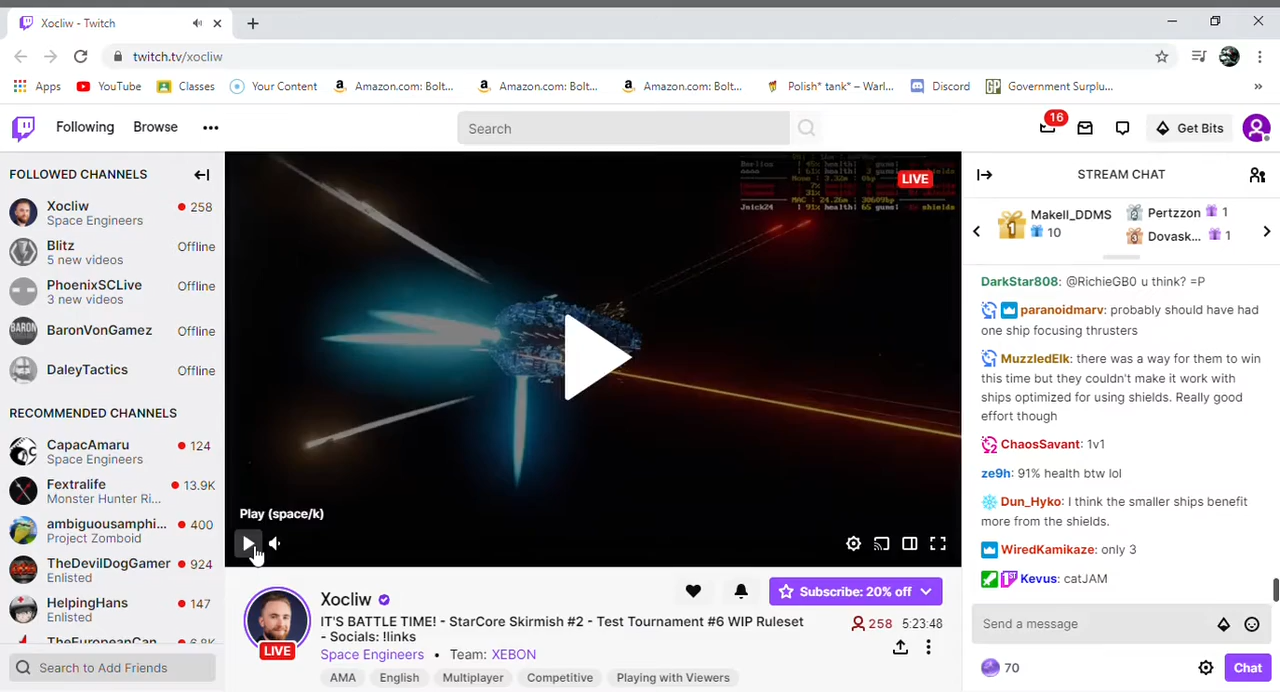 Xocliw - Twitch
twitch.tv/xocliw
Apps
YouTube
Classes
Your Content
Amazon.com: Bolt...
Amazon.com: Bolt...
Amazon.com: Bolt...
Polish* tank* – Warl...
Discord
Government Surplu...
»
Following
Browse
Search
16
Get Bits
FOLLOWED CHANNELS
Xocliw
258
Space Engineers
Blitz
Offline
5 new videos
PhoenixSCLive
Offline
3 new videos
BaronVonGamez
Offline
DaleyTactics
Offline
RECOMMENDED CHANNELS
CapacAmaru
124
Space Engineers
Fextralife
13.9K
Monster Hunter Ri...
ambiguousamphi...
400
Project Zomboid
TheDevilDogGamer
924
Enlisted
HelpingHans
147
Enlisted
TheEuropeanCan
6.8K
Search to Add Friends
LIVE
Jnick24
Play (space/k)
LIVE
Xocliw
Subscribe: 20% off
IT'S BATTLE TIME! - StarCore Skirmish #2 - Test Tournament #6 WIP Ruleset
- Socials: !links
258
5:23:48
Space Engineers • Team: XEBON
AMA
English
Multiplayer
Competitive
Playing with Viewers
STREAM CHAT
1
Makell_DDMS
10
2
Pertzzon
1
3
Dovask...
1
DarkStar808: @RichieGB0 u think? =P
paranoidmarv: probably should have had
one ship focusing thrusters
MuzzledElk: there was a way for them to win
this time but they couldn't make it work with
ships optimized for using shields. Really good
effort though
ChaosSavant: 1v1
ze9h: 91% health btw lol
Dun_Hyko: I think the smaller ships benefit
more from the shields.
WiredKamikaze: only 3
1ST
Kevus: catJAM
Send a message
70
Chat